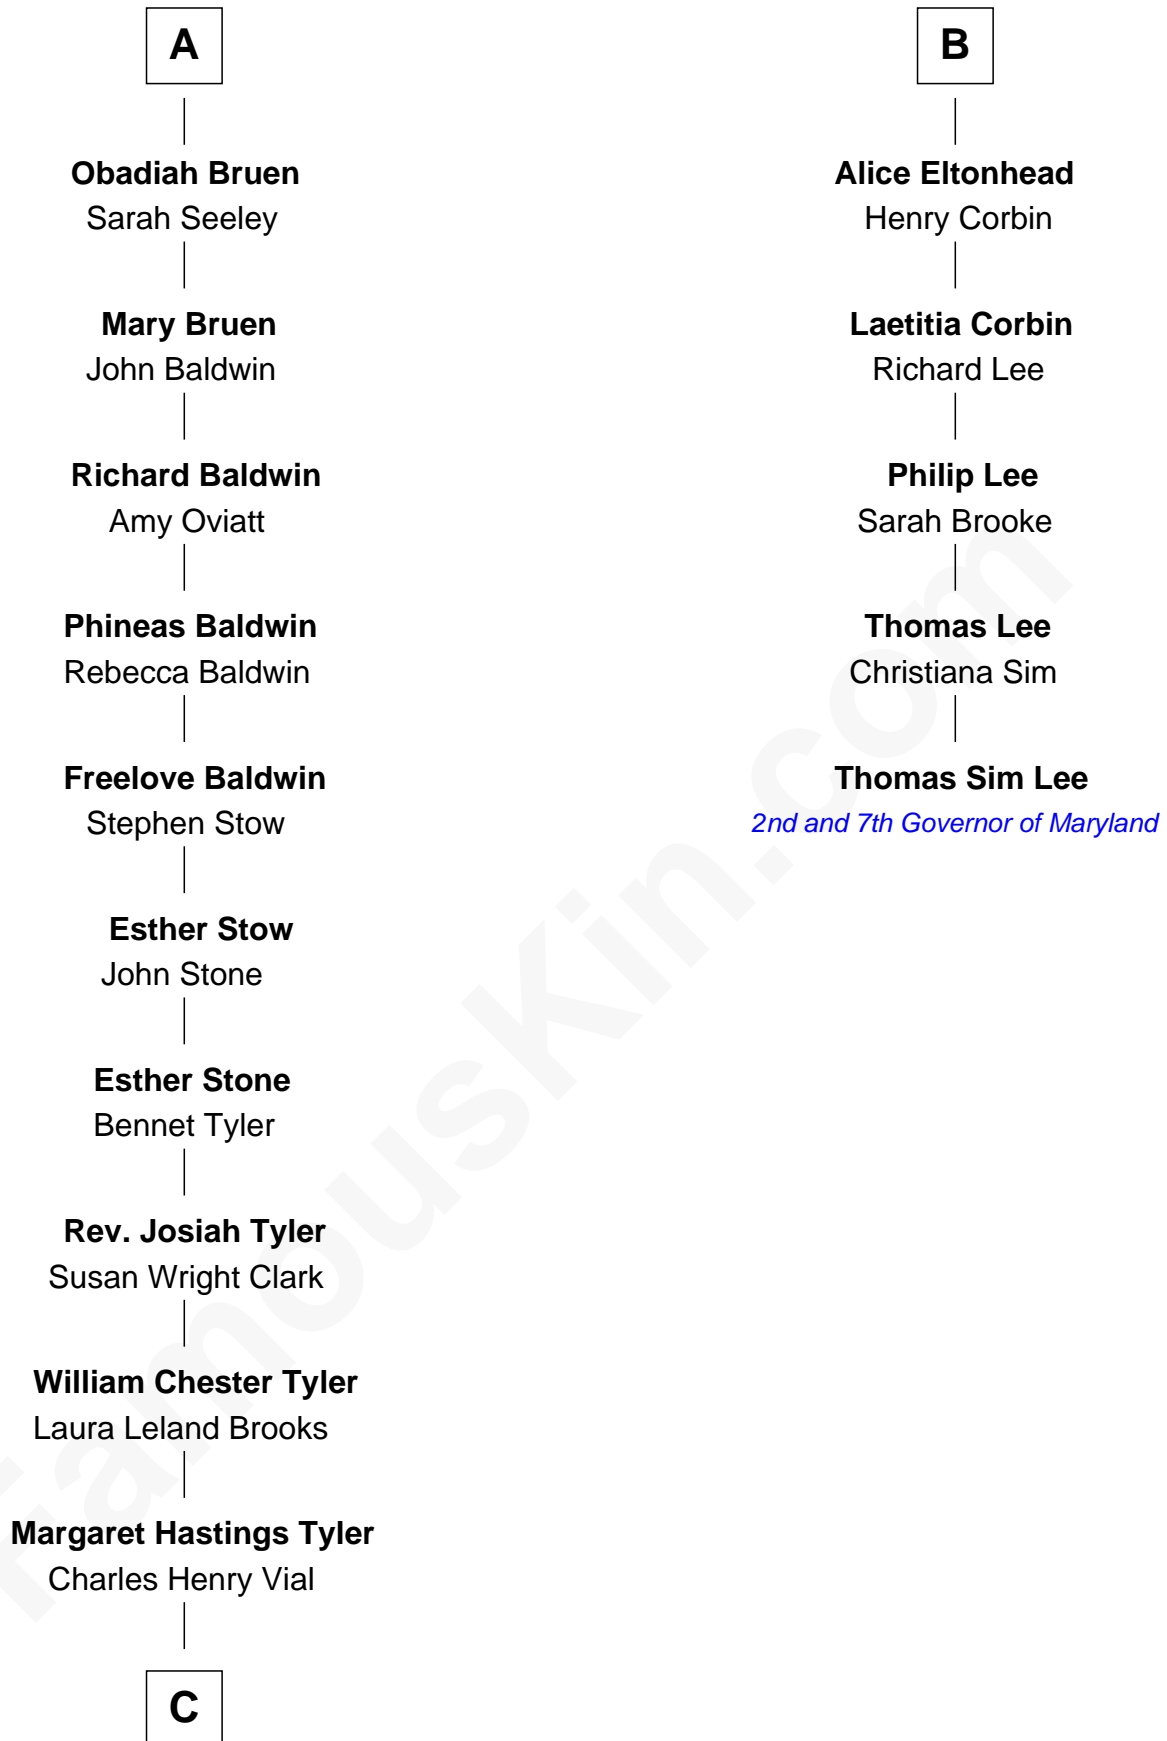 A
Obadiah Bruen
Sarah Seeley
Mary Bruen
John Baldwin
Richard Baldwin
Amy Oviatt
Phineas Baldwin
Rebecca Baldwin
Freelove Baldwin
Stephen Stow
Esther Stow
John Stone
Esther Stone
Bennet Tyler
Rev. Josiah Tyler
Susan Wright Clark
William Chester Tyler
Laura Leland Brooks
Margaret Hastings Tyler
Charles Henry Vial
C
B
Alice Eltonhead
Henry Corbin
Laetitia Corbin
Richard Lee
Philip Lee
Sarah Brooke
Thomas Lee
Christiana Sim
Thomas Sim Lee
2nd and 7th Governor of Maryland
FamousKin.com